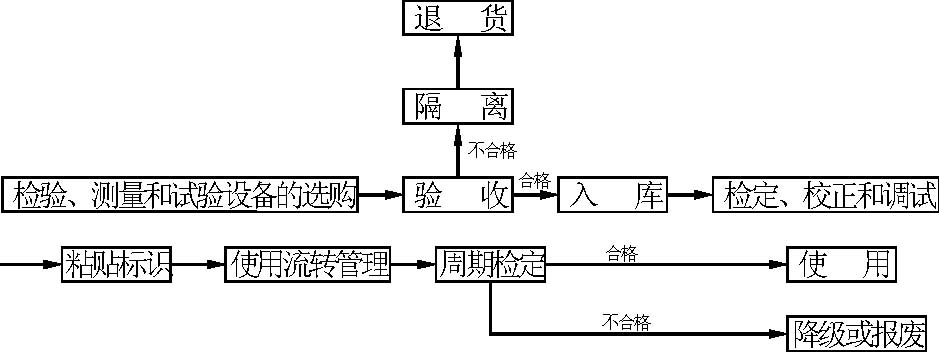 退 货
隔 离
不合格
检验、测量和试验设备的选购
验 收
合格
入 库
检定、校正和调试
粘贴标识
使用流转管理
周期检定
合格
使 用
不合格
降级或报废